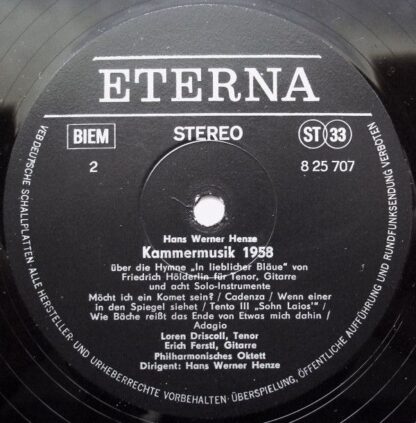 ETERNA
BIEM
STEREO
ST 33
2
8 25 707
Hans Werner Henze
Kammermusik 1958
über die Hymne „In lieblicher Bläue" von
Friedrich Hölderlin für Tenor, Gitarre
und acht Solo-Instrumente
Möcht ich ein Komet sein? / Cadenza / Wenn einer
in den Spiegel siehet / Tento III „Sohn Laios'" /
Wie Bäche reißt das Ende von Etwas mich dahin /
Adagio
Loren Driscoll, Tenor
Erich Ferstl, Gitarre
Philharmonisches Oktett
Dirigent: Hans Werner Henze
VEB DEUTSCHE SCHALLPLATTEN · ALLE HERSTELLER- UND URHEBERRECHTE VORBEHALTEN · ÜBERSPIELUNG, ÖFFENTLICHE AUFFÜHRUNG UND RUNDFUNKSENDUNG VERBOTEN